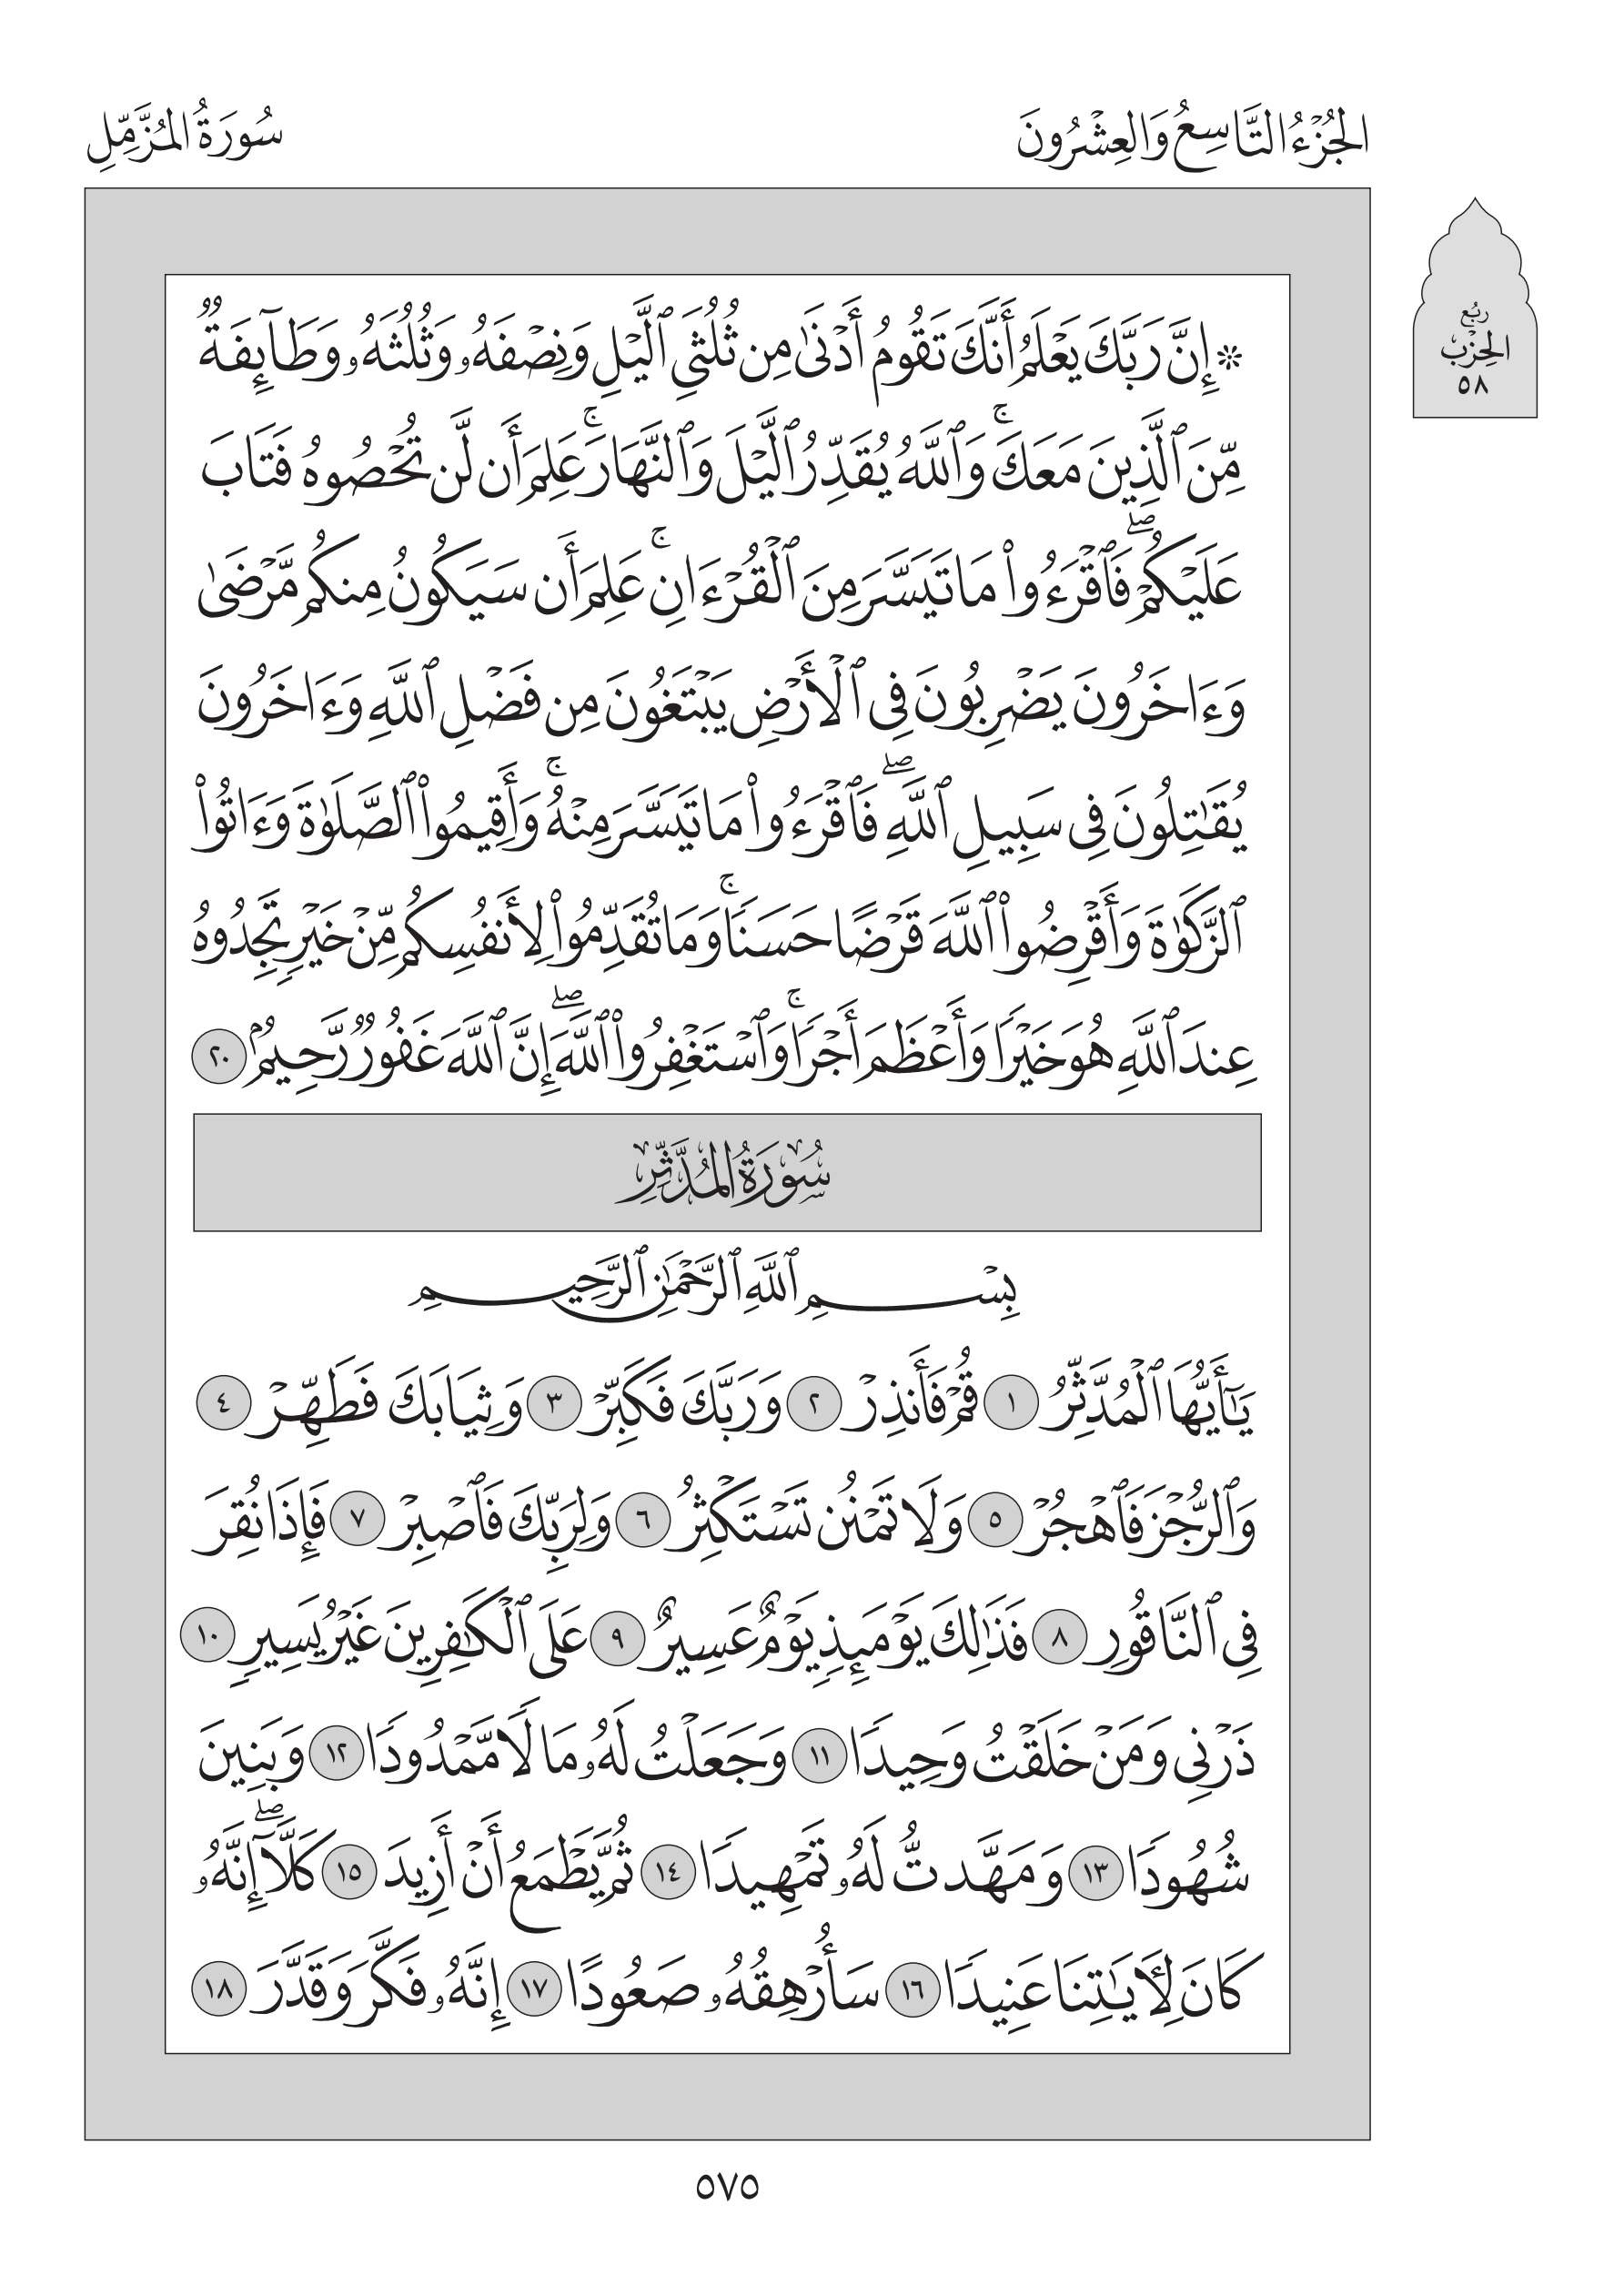 الجُزْءُ التَّاسِعُ وَالعِشْرُونَ
سُورَةُ المُزَّمِّلِ
رُبْع
الحِزْب
٥٨
۞ إِنَّ رَبَّكَ يَعْلَمُ أَنَّكَ تَقُومُ أَدْنَىٰ مِن ثُلُثَيِ ٱلَّيْلِ وَنِصْفَهُۥ وَثُلُثَهُۥ وَطَآئِفَةٌ
مِّنَ ٱلَّذِينَ مَعَكَۚ وَٱللَّهُ يُقَدِّرُ ٱلَّيْلَ وَٱلنَّهَارَۚ عَلِمَ أَن لَّن تُحْصُوهُ فَتَابَ
عَلَيْكُمْۖ فَٱقْرَءُوا۟ مَا تَيَسَّرَ مِنَ ٱلْقُرْءَانِۚ عَلِمَ أَن سَيَكُونُ مِنكُم مَّرْضَىٰ
وَءَاخَرُونَ يَضْرِبُونَ فِى ٱلْأَرْضِ يَبْتَغُونَ مِن فَضْلِ ٱللَّهِ وَءَاخَرُونَ
يُقَـٰتِلُونَ فِى سَبِيلِ ٱللَّهِۖ فَٱقْرَءُوا۟ مَا تَيَسَّرَ مِنْهُۚ وَأَقِيمُوا۟ ٱلصَّلَوٰةَ وَءَاتُوا۟
ٱلزَّكَوٰةَ وَأَقْرِضُوا۟ ٱللَّهَ قَرْضًا حَسَنًاۚ وَمَا تُقَدِّمُوا۟ لِأَنفُسِكُم مِّنْ خَيْرٍ تَجِدُوهُ
عِندَ ٱللَّهِ هُوَ خَيْرًا وَأَعْظَمَ أَجْرًاۚ وَٱسْتَغْفِرُوا۟ ٱللَّهَۖ إِنَّ ٱللَّهَ غَفُورٌ رَّحِيمٌۢ ٢٠
سُورَةُ المُدَّثِّرِ
بِسْمِ ٱللَّهِ ٱلرَّحْمَـٰنِ ٱلرَّحِيمِ
يَـٰٓأَيُّهَا ٱلْمُدَّثِّرُ ١ قُمْ فَأَنذِرْ ٢ وَرَبَّكَ فَكَبِّرْ ٣ وَثِيَابَكَ فَطَهِّرْ ٤
وَٱلرُّجْزَ فَٱهْجُرْ ٥ وَلَا تَمْنُن تَسْتَكْثِرُ ٦ وَلِرَبِّكَ فَٱصْبِرْ ٧ فَإِذَا نُقِرَ
فِى ٱلنَّاقُورِ ٨ فَذَٰلِكَ يَوْمَئِذٍ يَوْمٌ عَسِيرٌ ٩ عَلَى ٱلْكَـٰفِرِينَ غَيْرُ يَسِيرٍ ١٠
ذَرْنِى وَمَنْ خَلَقْتُ وَحِيدًا ١١ وَجَعَلْتُ لَهُۥ مَالًا مَّمْدُودًا ١٢ وَبَنِينَ
شُهُودًا ١٣ وَمَهَّدتُّ لَهُۥ تَمْهِيدًا ١٤ ثُمَّ يَطْمَعُ أَنْ أَزِيدَ ١٥ كَلَّآۖ إِنَّهُۥ
كَانَ لِـَٔايَـٰتِنَا عَنِيدًا ١٦ سَأُرْهِقُهُۥ صَعُودًا ١٧ إِنَّهُۥ فَكَّرَ وَقَدَّرَ ١٨
٥٧٥